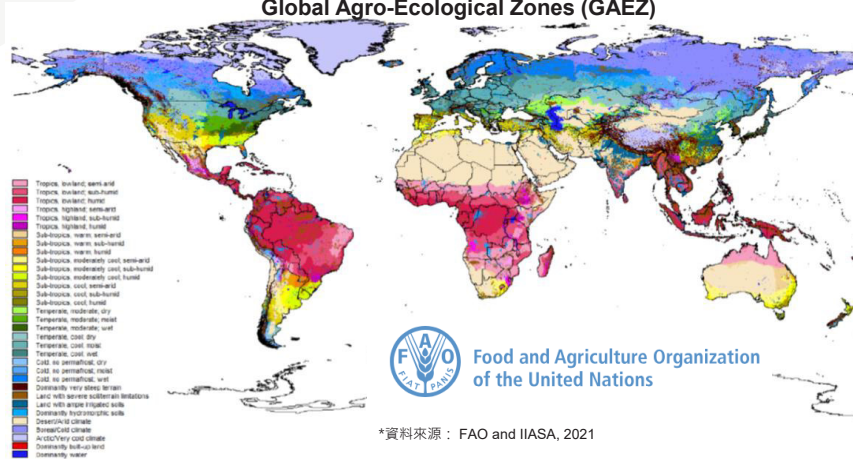 Global Agro-Ecological Zones (GAEZ)
Tropics, lowland; semi-arid
Tropics, lowland; sub-humid
Tropics, lowland; humid
Tropics, highland; semi-arid
Tropics, highland; sub-humid
Tropics, highland; humid
Sub-tropics, warm; semi-arid
Sub-tropics, warm; sub-humid
Sub-tropics, warm; humid
Sub-tropics, moderately cool; semi-arid
Sub-tropics, moderately cool; sub-humid
Sub-tropics, moderately cool; humid
Sub-tropics, cool; semi-arid
Sub-tropics, cool; sub-humid
Sub-tropics, cool; humid
Temperate, moderate; dry
Temperate, moderate; moist
Temperate, moderate; wet
Temperate, cool; dry
Temperate, cool; moist
Temperate, cool; wet
Cold, no permafrost; dry
Cold, no permafrost; moist
Cold, no permafrost; wet
Dominantly very steep terrain
Land with severe soil/terrain limitations
Land with ample irrigated soils
Dominantly hydromorphic soils
Desert/Arid climate
Boreal/Cold climate
Arctic/Very cold climate
Dominantly built-up land
Dominantly water
F A O
FIAT PANIS
Food and Agriculture Organization
of the United Nations
*資料來源： FAO and IIASA, 2021